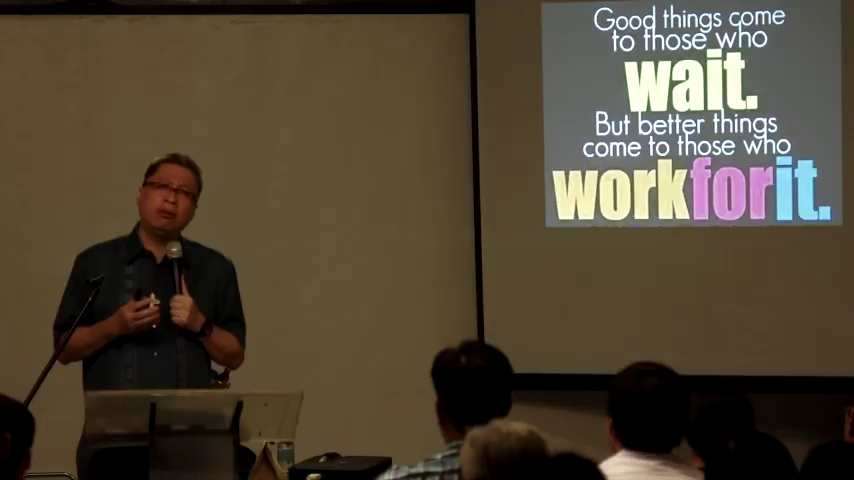 Good things come
to those who
wait.
But better things
come to those who
workforit.